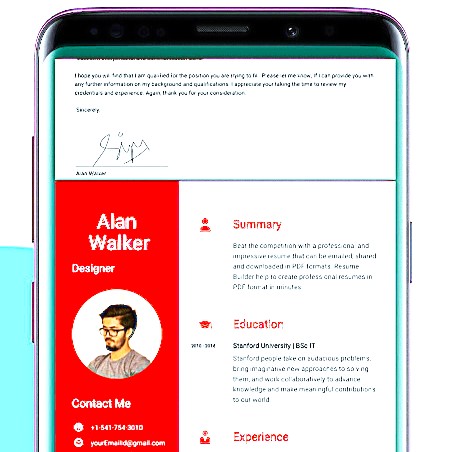 I hope you will find that I am qualified for the position you are trying to fill. Please let me know, if I can provide you with
any further information on my background and qualifications. I appreciate your taking the time to review my
credentials and experience. Again, thank you for your consideration.
Sincerely,
Alan Walker
Alan
Walker
Designer
Contact Me
+1-541-754-3010
yourEmailid@gmail.com
Summary
Beat the competition with a professional and
impressive resume that can be emailed, shared
and downloaded in PDF formats. Resume
Builder help to create professional resumes in
PDF format in minutes
Education
2010 -2014
Stanford University | BSc IT
Stanford people take on audacious problems,
bring imaginative new approaches to solving
them, and work collaboratively to advance
knowledge and make meaningful contributions
to our world.
Experience